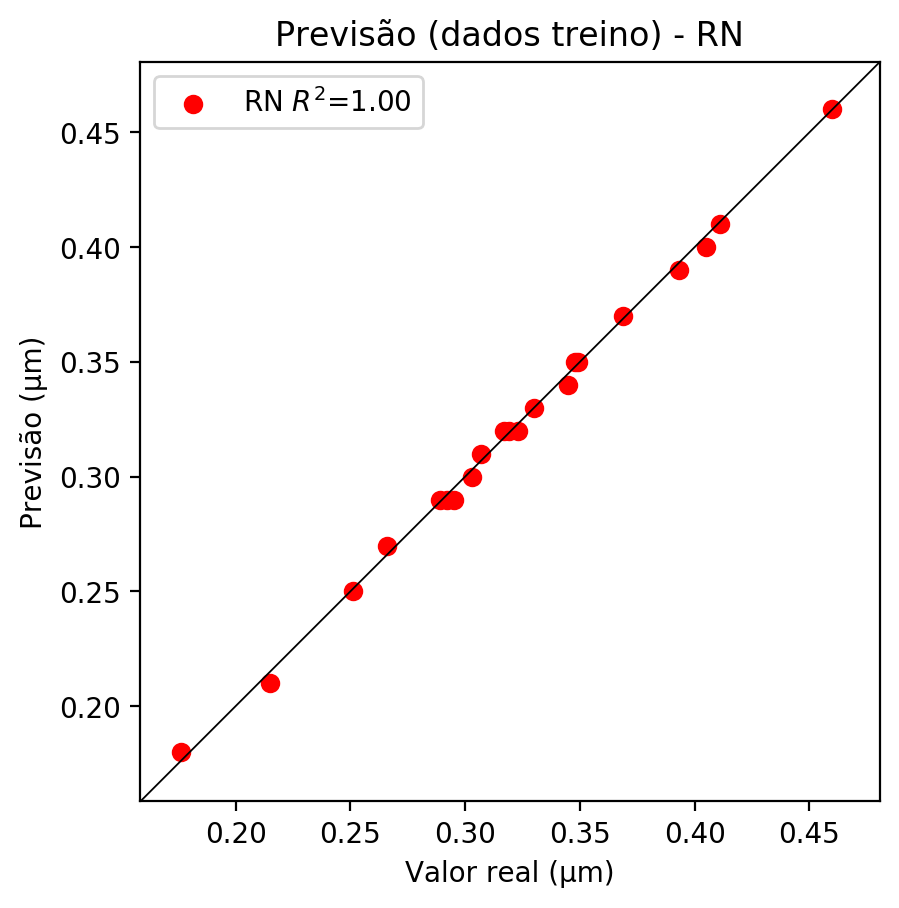 Previsão (dados treino) - RN
RN R²=1.00
Previsão (µm)
0.45
0.40
0.35
0.30
0.25
0.20
0.20 0.25 0.30 0.35 0.40 0.45
Valor real (µm)